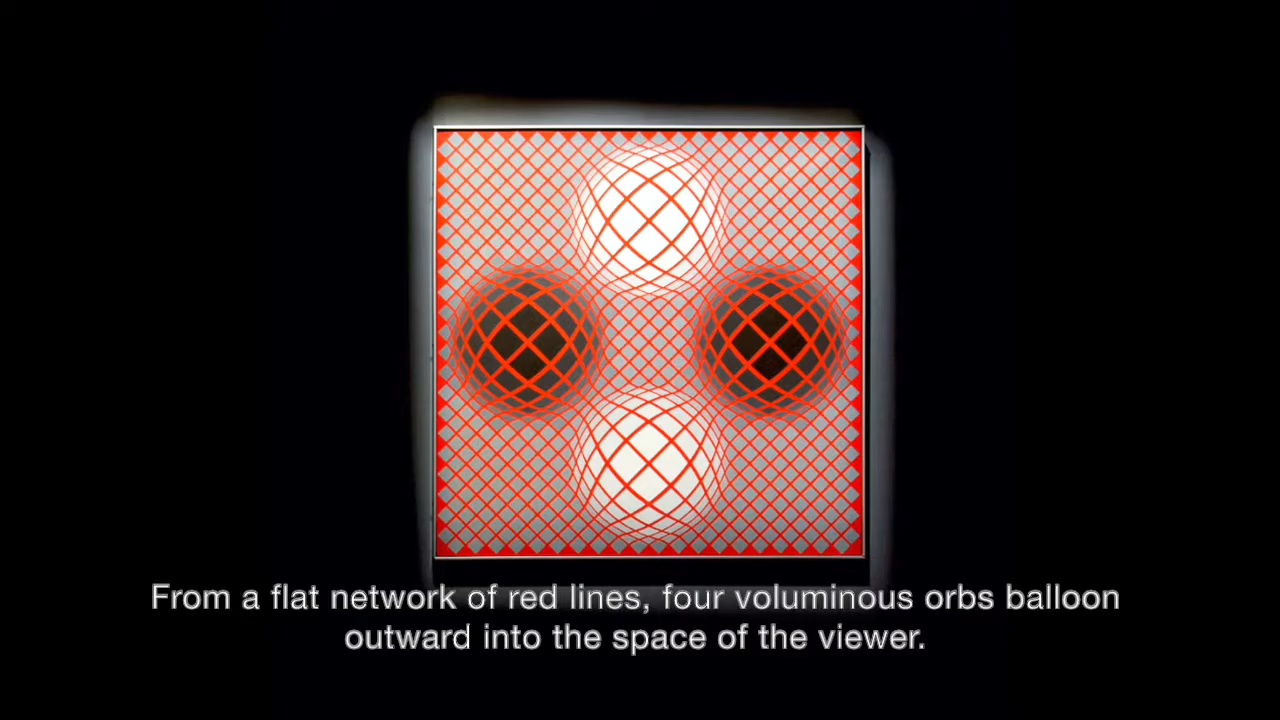 From a flat network of red lines, four voluminous orbs balloon
outward into the space of the viewer.